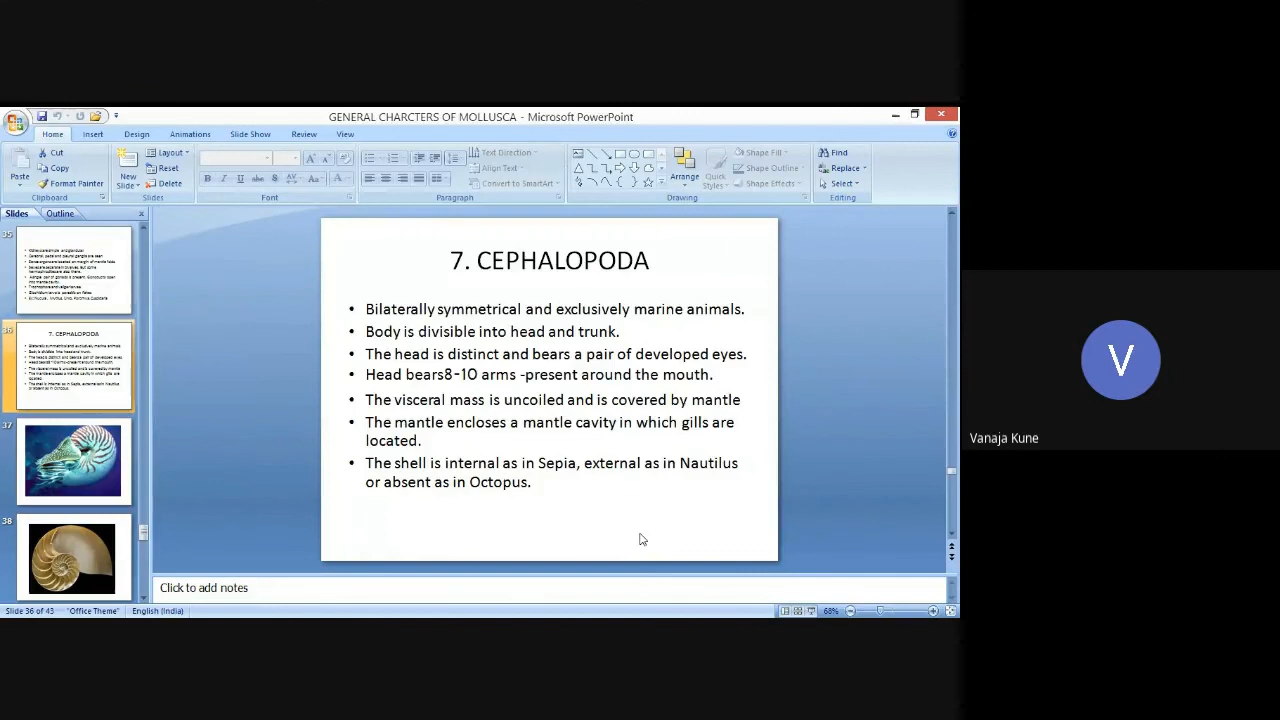 GENERAL CHARCTERS OF MOLLUSCA - Microsoft PowerPoint
Home Insert Design Animations Slide Show Review View
Paste
Cut
Copy
Format Painter
Clipboard
New
Slide
Layout
Reset
Delete
Slides
Font
Text Direction
Align Text
Convert to SmartArt
Paragraph
Arrange
Quick
Styles
Shape Fill
Shape Outline
Shape Effects
Drawing
Find
Replace
Select
Editing
Slides Outline
35
36
7. CEPHALOPODA
37
38
7. CEPHALOPODA
• Bilaterally symmetrical and exclusively marine animals.
• Body is divisible into head and trunk.
• The head is distinct and bears a pair of developed eyes.
• Head bears8-10 arms -present around the mouth.
• The visceral mass is uncoiled and is covered by mantle
• The mantle encloses a mantle cavity in which gills are
located.
• The shell is internal as in Sepia, external as in Nautilus
or absent as in Octopus.
Click to add notes
Slide 36 of 43 "Office Theme" English (India) 68%
V
Vanaja Kune